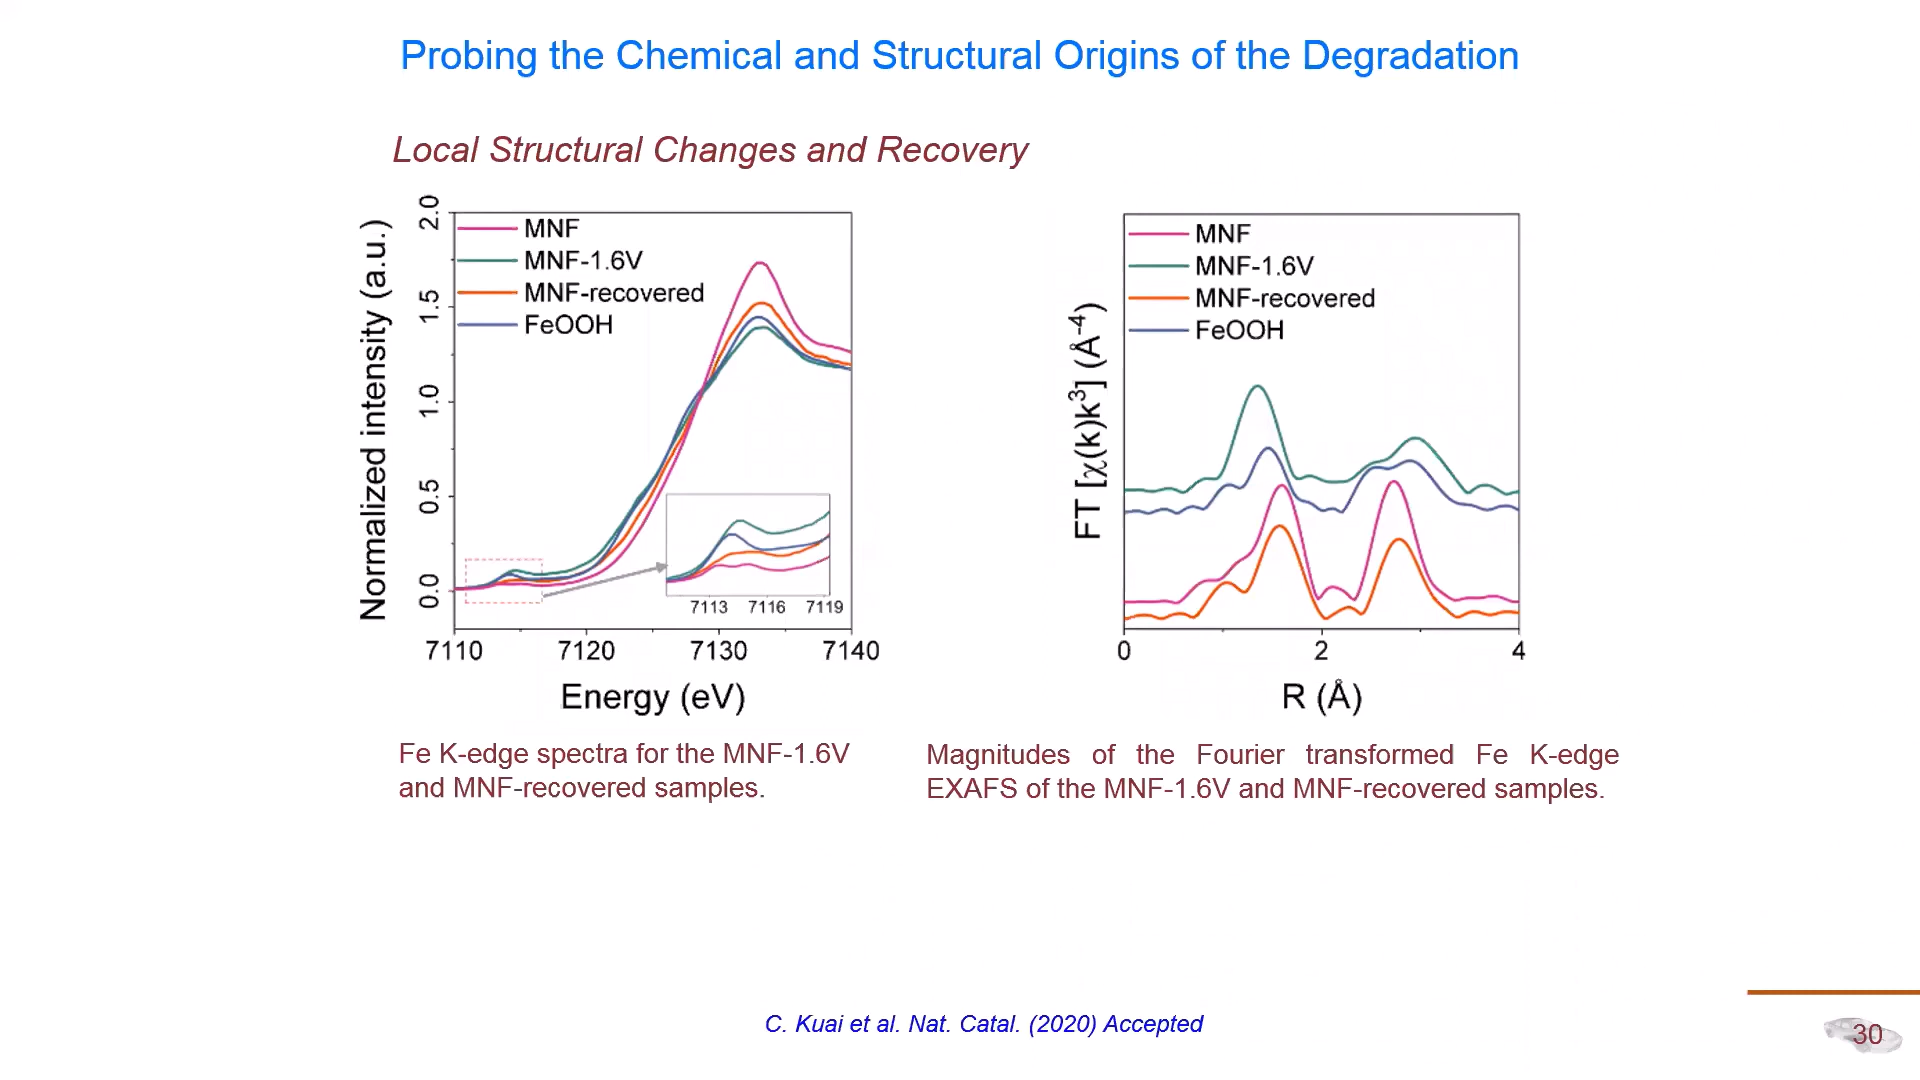 Probing the Chemical and Structural Origins of the Degradation
Local Structural Changes and Recovery
Normalized intensity (a.u.)
2.0
1.5
1.0
0.5
0.0
MNF
MNF-1.6V
MNF-recovered
FeOOH
7113 7116 7119
7110 7120 7130 7140
Energy (eV)
FT [χ(k)k³] (Å⁻⁴)
MNF
MNF-1.6V
MNF-recovered
FeOOH
0 2 4
R (Å)
Fe K-edge spectra for the MNF-1.6V
and MNF-recovered samples.
Magnitudes of the Fourier transformed Fe K-edge
EXAFS of the MNF-1.6V and MNF-recovered samples.
C. Kuai et al. Nat. Catal. (2020) Accepted
30